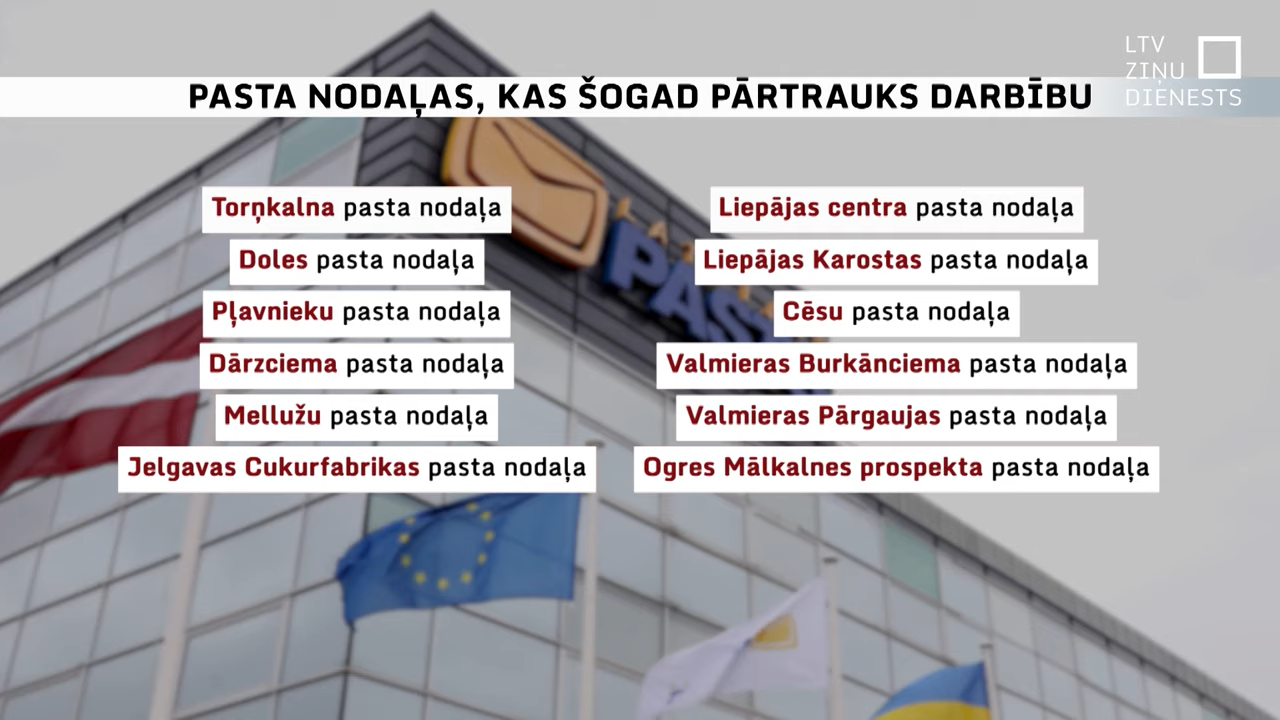 LTV
ZIŅU
DIENESTS
PASTA NODAĻAS, KAS ŠOGAD PĀRTRAUKS DARBĪBU
Torņkalna pasta nodaļa
Doles pasta nodaļa
Pļavnieku pasta nodaļa
Dārzciema pasta nodaļa
Mellužu pasta nodaļa
Jelgavas Cukurfabrikas pasta nodaļa
Liepājas centra pasta nodaļa
Liepājas Karostas pasta nodaļa
Cēsu pasta nodaļa
Valmieras Burkānciema pasta nodaļa
Valmieras Pārgaujas pasta nodaļa
Ogres Mālkalnes prospekta pasta nodaļa